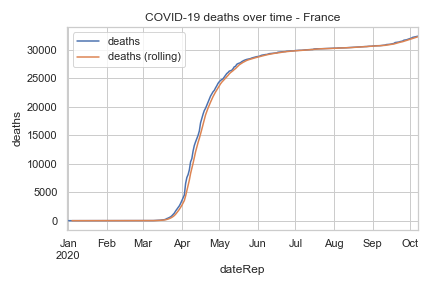 COVID-19 deaths over time - France
deaths
deaths (rolling)
30000
25000
20000
15000
10000
5000
0
deaths
Jan Feb Mar Apr May Jun Jul Aug Sep Oct
2020
dateRep